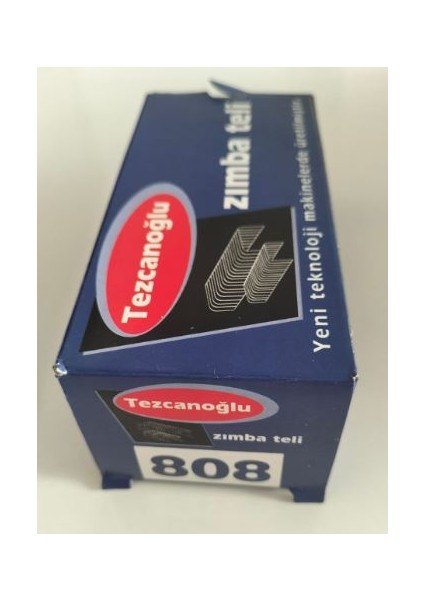 Tezcanoğlu
zımba teli
Yeni teknoloji makinelerde üretilmiştir.
Tezcanoğlu
zımba teli
808